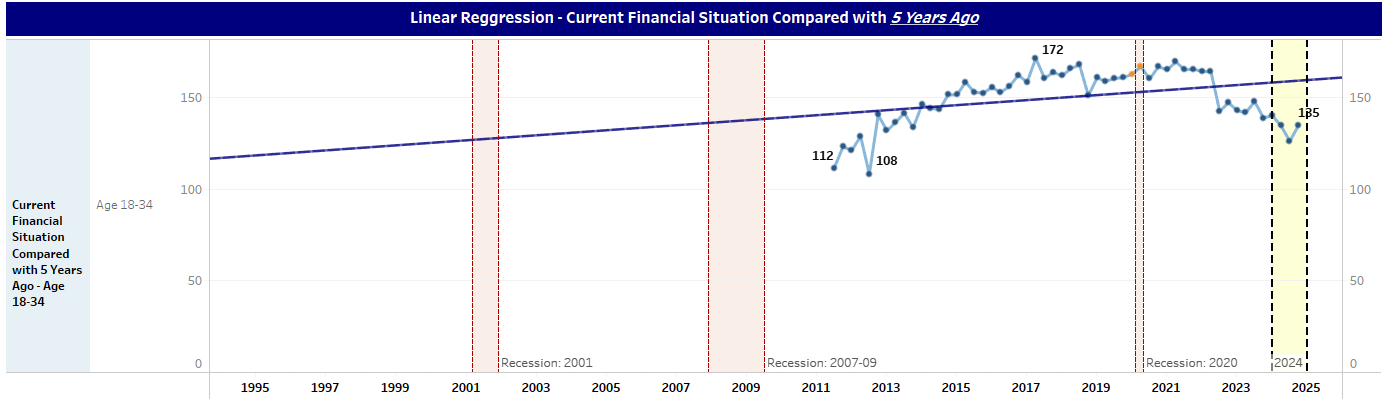 Linear Reggression - Current Financial Situation Compared with 5 Years Ago
Current
Financial
Situation
Compared
with 5 Years
Ago - Age
18-34
Age 18-34
150
100
50
0
172
112
108
135
150
100
50
0
Recession: 2001
Recession: 2007-09
Recession: 2020
2024
1995 1997 1999 2001 2003 2005 2007 2009 2011 2013 2015 2017 2019 2021 2023 2025